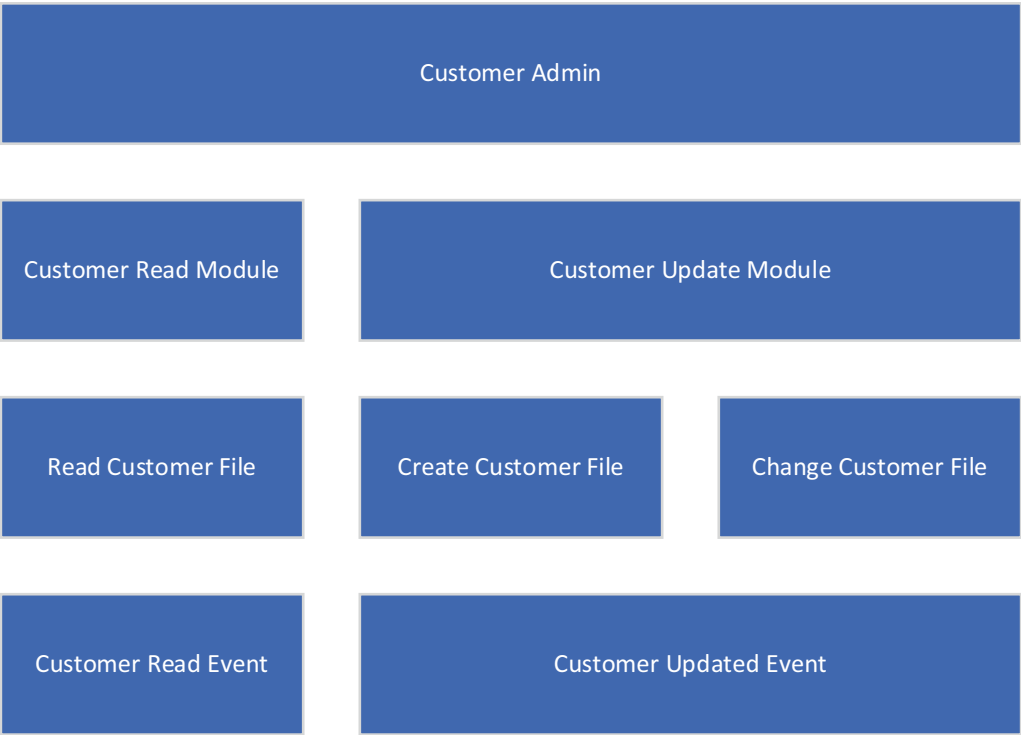 Customer Admin
Customer Read Module
Customer Update Module
Read Customer File
Create Customer File
Change Customer File
Customer Read Event
Customer Updated Event